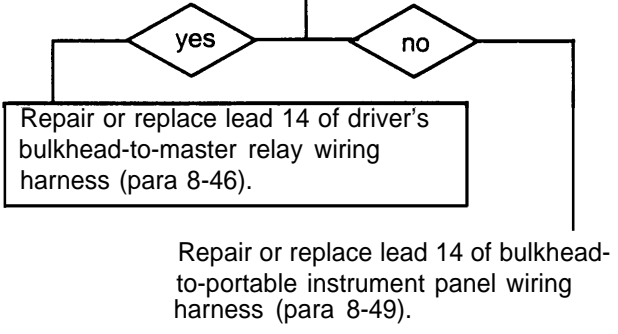 yes
no
Repair or replace lead 14 of driver's
bulkhead-to-master relay wiring
harness (para 8-46).
Repair or replace lead 14 of bulkhead-
to-portable instrument panel wiring
harness (para 8-49).